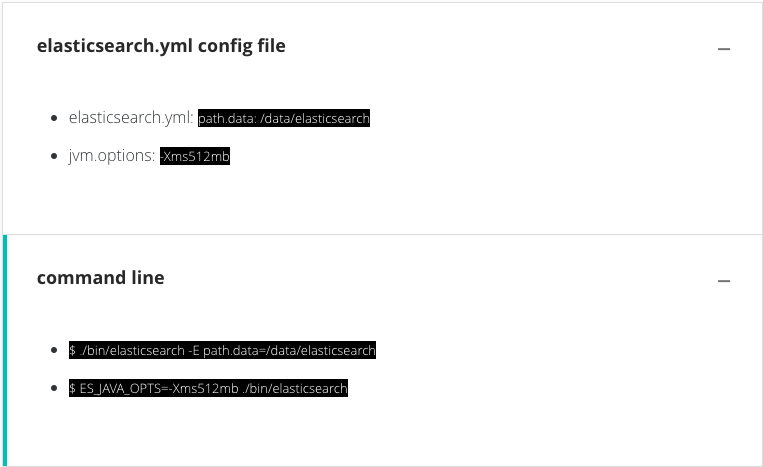 elasticsearch.yml config file
elasticsearch.yml: path.data: /data/elasticsearch
jvm.options: -Xms512mb
command line
$ ./bin/elasticsearch -E path.data=/data/elasticsearch
$ ES_JAVA_OPTS=-Xms512mb ./bin/elasticsearch